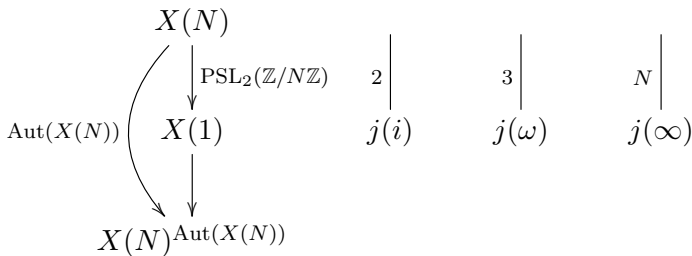 X(N)
PSL₂(ℤ/Nℤ)
2
3
N
Aut(X(N))
X(1)
j(i)
j(ω)
j(∞)
X(N)^Aut(X(N))